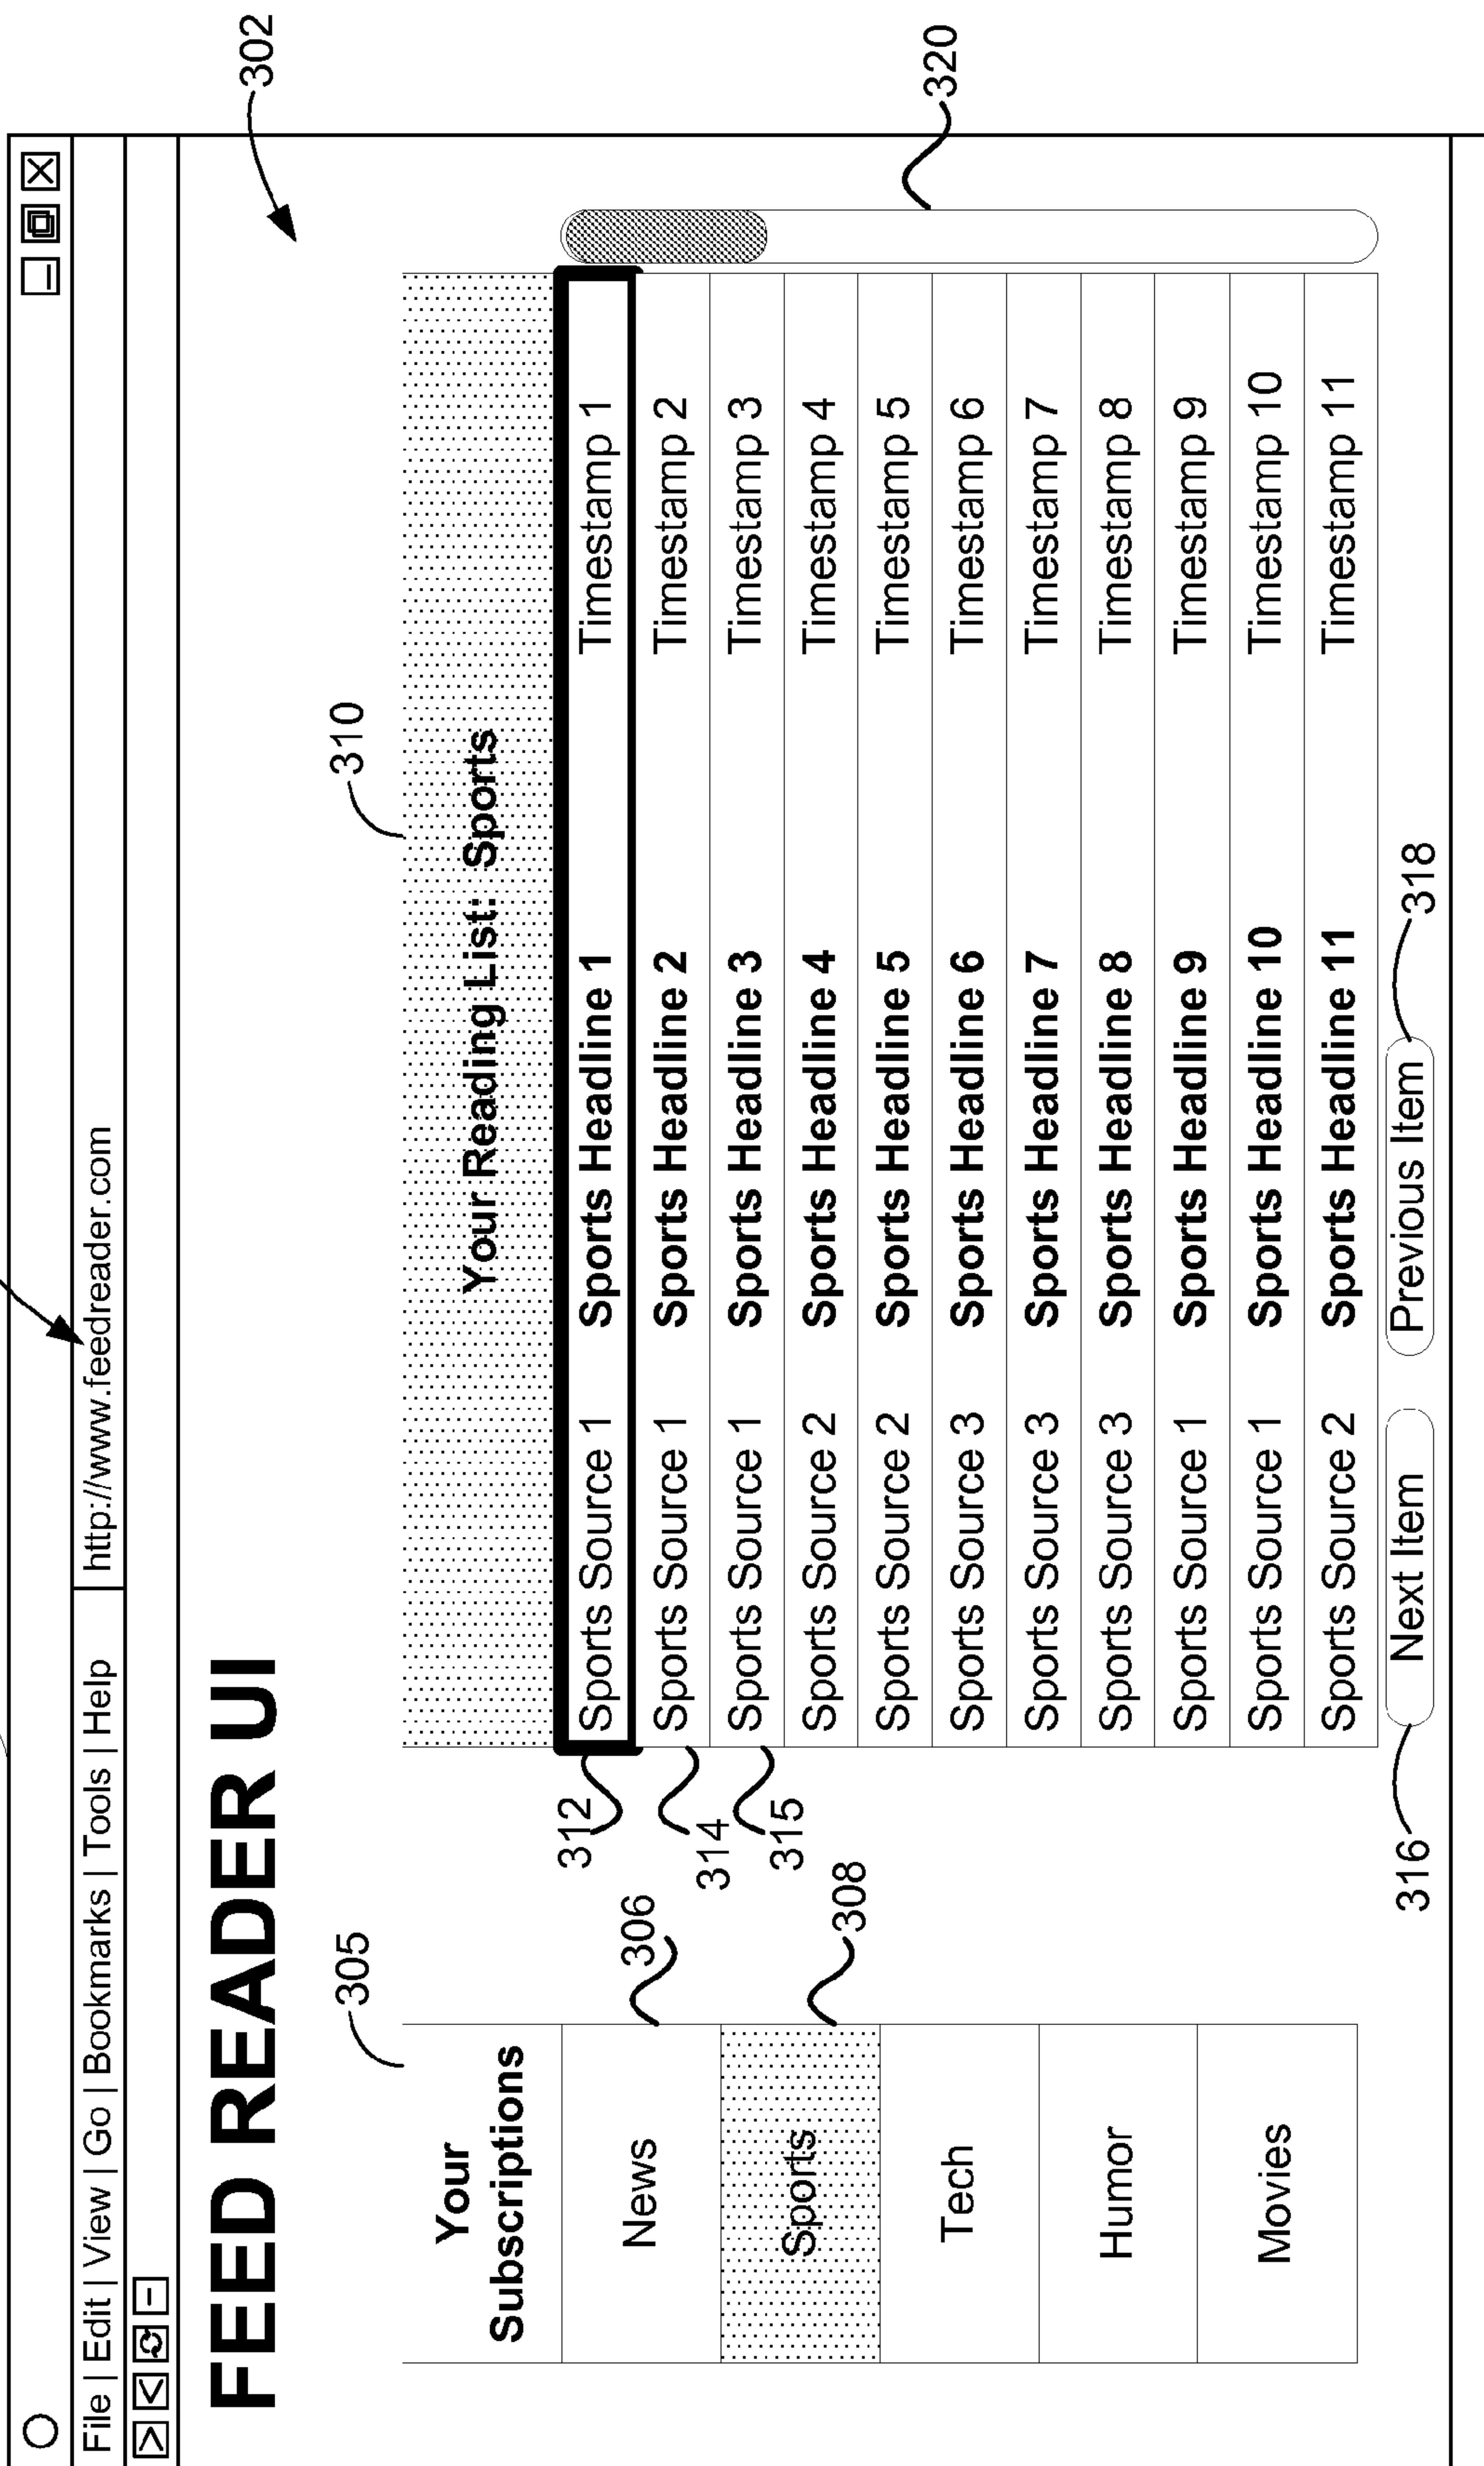 File | Edit | View | Go | Bookmarks | Tools | Help | http://www.feedreader.com
FEED READER UI
302
305
310
Your
Subscriptions
News
Sports
Tech
Humor
Movies
306
308
Your Reading List: Sports
312
314
315
Sports Source 1 Sports Headline 1 Timestamp 1
Sports Source 1 Sports Headline 2 Timestamp 2
Sports Source 1 Sports Headline 3 Timestamp 3
Sports Source 2 Sports Headline 4 Timestamp 4
Sports Source 2 Sports Headline 5 Timestamp 5
Sports Source 3 Sports Headline 6 Timestamp 6
Sports Source 3 Sports Headline 7 Timestamp 7
Sports Source 3 Sports Headline 8 Timestamp 8
Sports Source 1 Sports Headline 9 Timestamp 9
Sports Source 1 Sports Headline 10 Timestamp 10
Sports Source 2 Sports Headline 11 Timestamp 11
320
316
Next Item
Previous Item
318